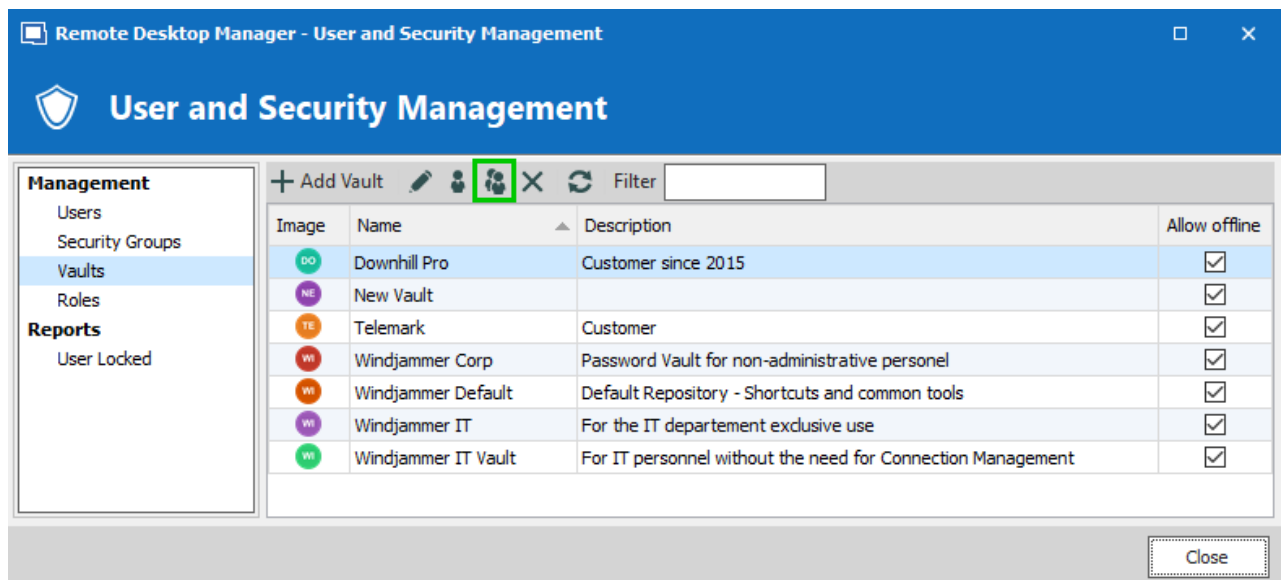 Remote Desktop Manager - User and Security Management
User and Security Management
Management
Users
Security Groups
Vaults
Roles
Reports
User Locked
Add Vault Filter
Image Name Description Allow offline
DO Downhill Pro Customer since 2015
NE New Vault
TE Telemark Customer
WI Windjammer Corp Password Vault for non-administrative personel
WI Windjammer Default Default Repository - Shortcuts and common tools
WI Windjammer IT For the IT departement exclusive use
WI Windjammer IT Vault For IT personnel without the need for Connection Management
Close